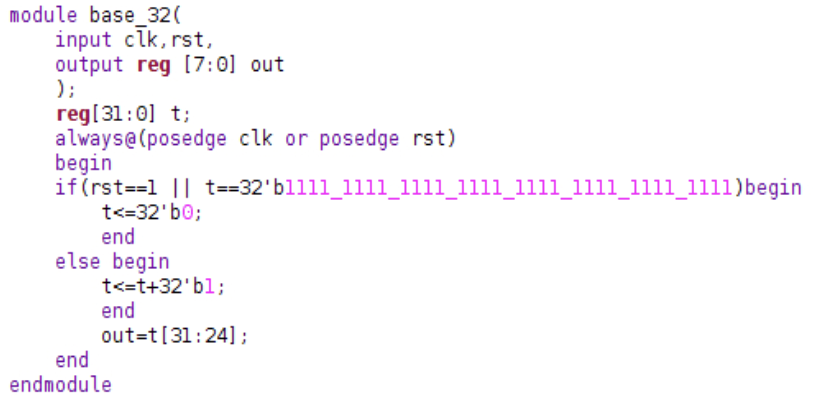 module base_32(
    input clk,rst,
    output reg [7:0] out
    );
    reg[31:0] t;
    always@(posedge clk or posedge rst)
    begin
    if(rst==1 || t==32'b1111_1111_1111_1111_1111_1111_1111_1111)begin
        t<=32'b0;
        end
    else begin
        t<=t+32'b1;
        end
        out=t[31:24];
    end
endmodule